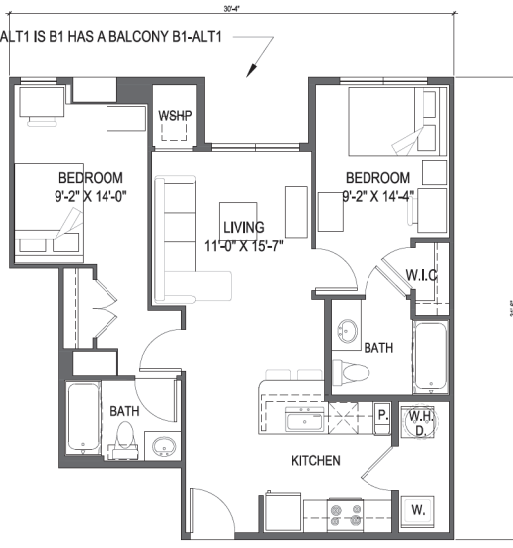 30'-4"
ALT1 IS B1 HAS A BALCONY B1-ALT1
WSHP
BEDROOM
9'-2" X 14'-0"
BEDROOM
9'-2" X 14'-4"
LIVING
11'-0" X 15'-7"
W.I.C
BATH
BATH
P.
W.H.
D.
KITCHEN
W.